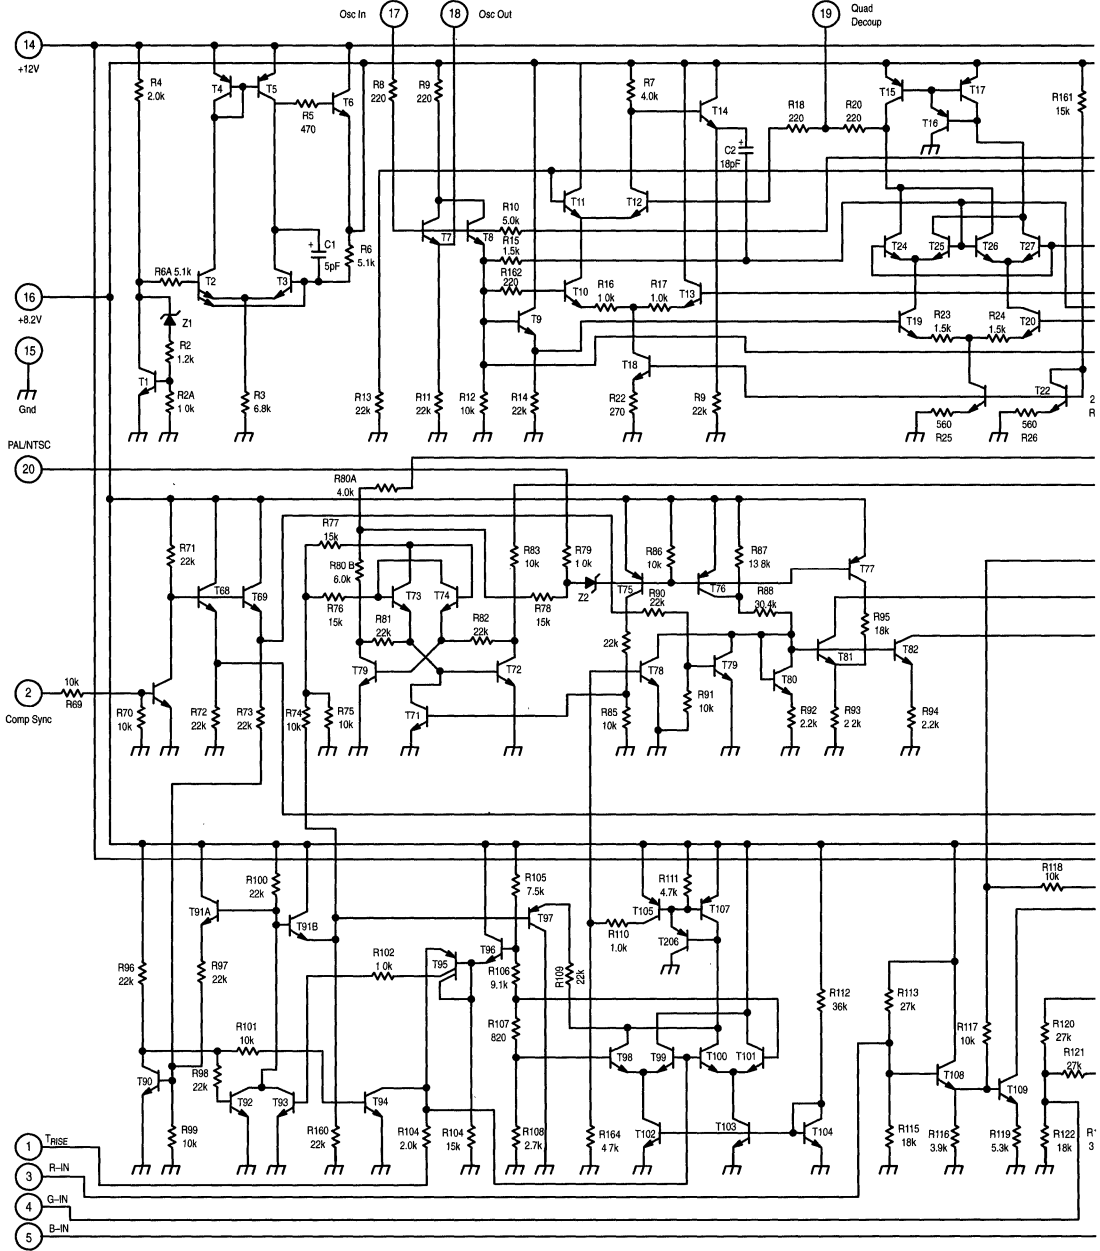 Osc In 17 18 Osc Out 19 Quad Decoup
14
+12V
R4 2.0k
T4 T5 T6
R5 470
R8 220
R9 220
R7 4.0k
T14
C2 + 18pF
R18 220
R20 220
T15 T17
T16
R161 15k
T11 T12
R10 5.0k
T7 T8
R15 1.5k
R162 220
C1 + 5pF
R6 5.1k
R6A 5.1k
T2 T3
T24 T25 T26 T27
16
+8.2V
Z1
R2 1.2k
T10
R16 1 0k
R17 1.0k
T13
T9
T19
R23 1.5k
R24 1.5k
T20
15
Gnd
T1
R2A 1 0k
R3 6.8k
R13 22k
R11 22k
R12 10k
R14 22k
T18
R22 270
R9 22k
560 R25
T22
560 R26
2
R
PAL/NTSC
20
R80A 4.0k
R71 22k
T68 T69
R77 15k
R80 B 6.0k
R76 15k
T73 T74
R81 22k
R82 22k
R83 10k
R79 1 0k
Z2
R78 15k
T75
R86 10k
T76
R87 13 8k
R88 30.4k
T77
R90 22k
R95 18k
22k
T81 T82
2
Comp Sync
10k R69
R70 10k
R72 22k
R73 22k
R74 10k
R75 10k
T79 T72
T71
T78 T79
T80
R85 10k
R91 10k
R92 2.2k
R93 2 2k
R94 2.2k
R100 22k
T91A T91B
R96 22k
R97 22k
R102 1 0k
R105 7.5k
T97
T96
T95
R106 9.1k
R109 22k
R107 820
R111 4.7k
T105 T107
R110 1.0k
T206
R112 36k
R113 27k
R118 10k
R117 10k
R120 27k
R121 27k
R101 10k
T90
R98 22k
T92 T93
T94
T98 T99 T100 T101
T108 T109
R99 10k
R160 22k
R104 2.0k
R104 15k
R108 2.7k
R164 4 7k
T102 T103 T104
R115 18k
R116 3.9k
R119 5.3k
R122 18k
R1
3
1 TRISE
3 R–IN
4 G–IN
5 B–IN